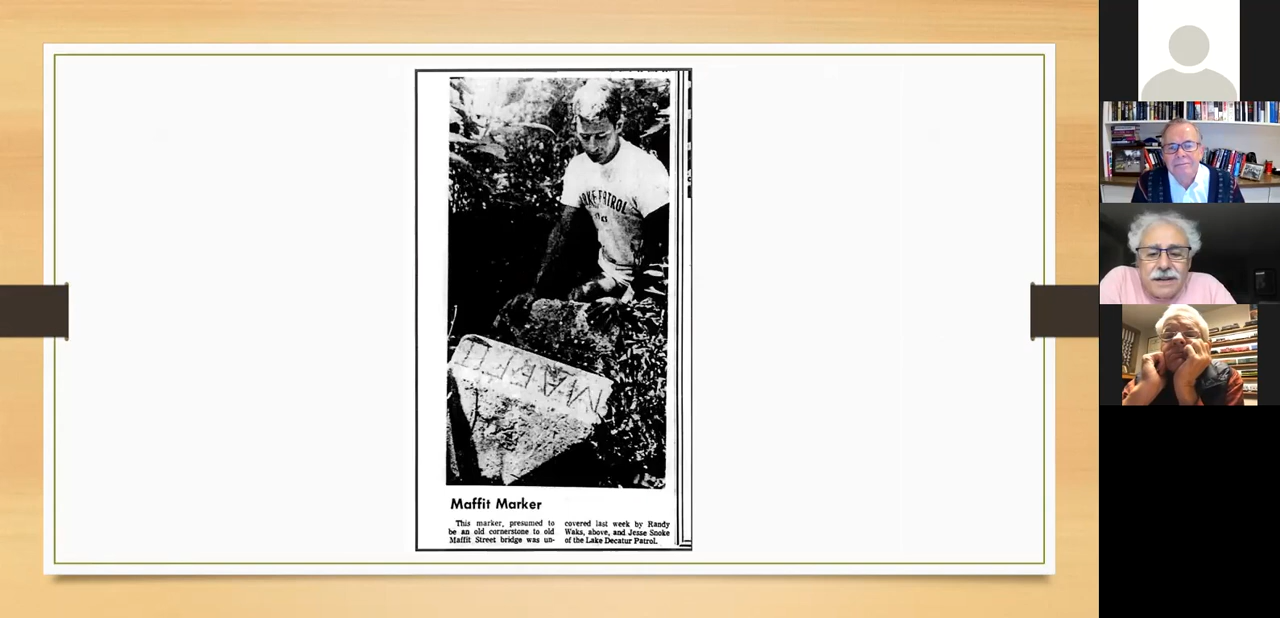 LAKE PATROL
MAFFIT
Maffit Marker
This marker, presumed to
be an old cornerstone to old
Maffit Street bridge was un-
covered last week by Randy
Waks, above, and Jesse Snoke
of the Lake Decatur Patrol.